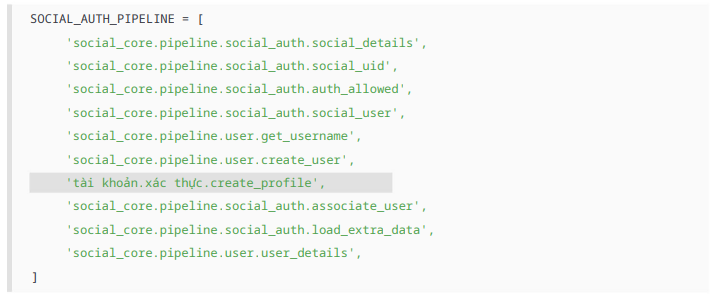 SOCIAL_AUTH_PIPELINE = [
'social_core.pipeline.social_auth.social_details',
'social_core.pipeline.social_auth.social_uid',
'social_core.pipeline.social_auth.auth_allowed',
'social_core.pipeline.social_auth.social_user',
'social_core.pipeline.user.get_username',
'social_core.pipeline.user.create_user',
'tài khoản.xác thực.create_profile',
'social_core.pipeline.social_auth.associate_user',
'social_core.pipeline.social_auth.load_extra_data',
'social_core.pipeline.user.user_details',
]